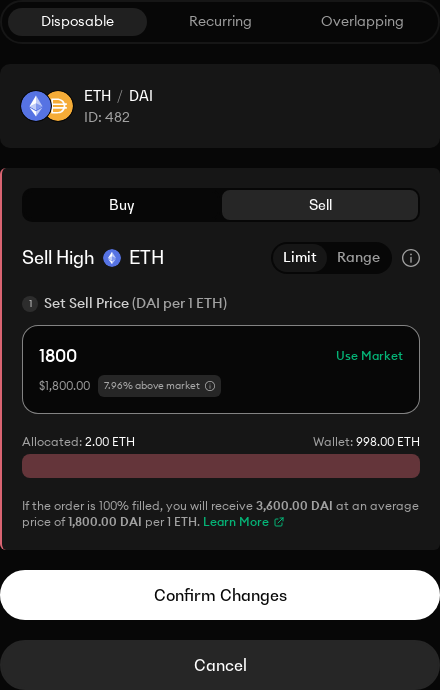 Disposable Recurring Overlapping
ETH / DAI
ID: 482
Buy Sell
Sell High ETH Limit Range
1 Set Sell Price (DAI per 1 ETH)
1800 Use Market
$1,800.00 7.96% above market
Allocated: 2.00 ETH Wallet: 998.00 ETH
If the order is 100% filled, you will receive 3,600.00 DAI at an average
price of 1,800.00 DAI per 1 ETH. Learn More
Confirm Changes
Cancel